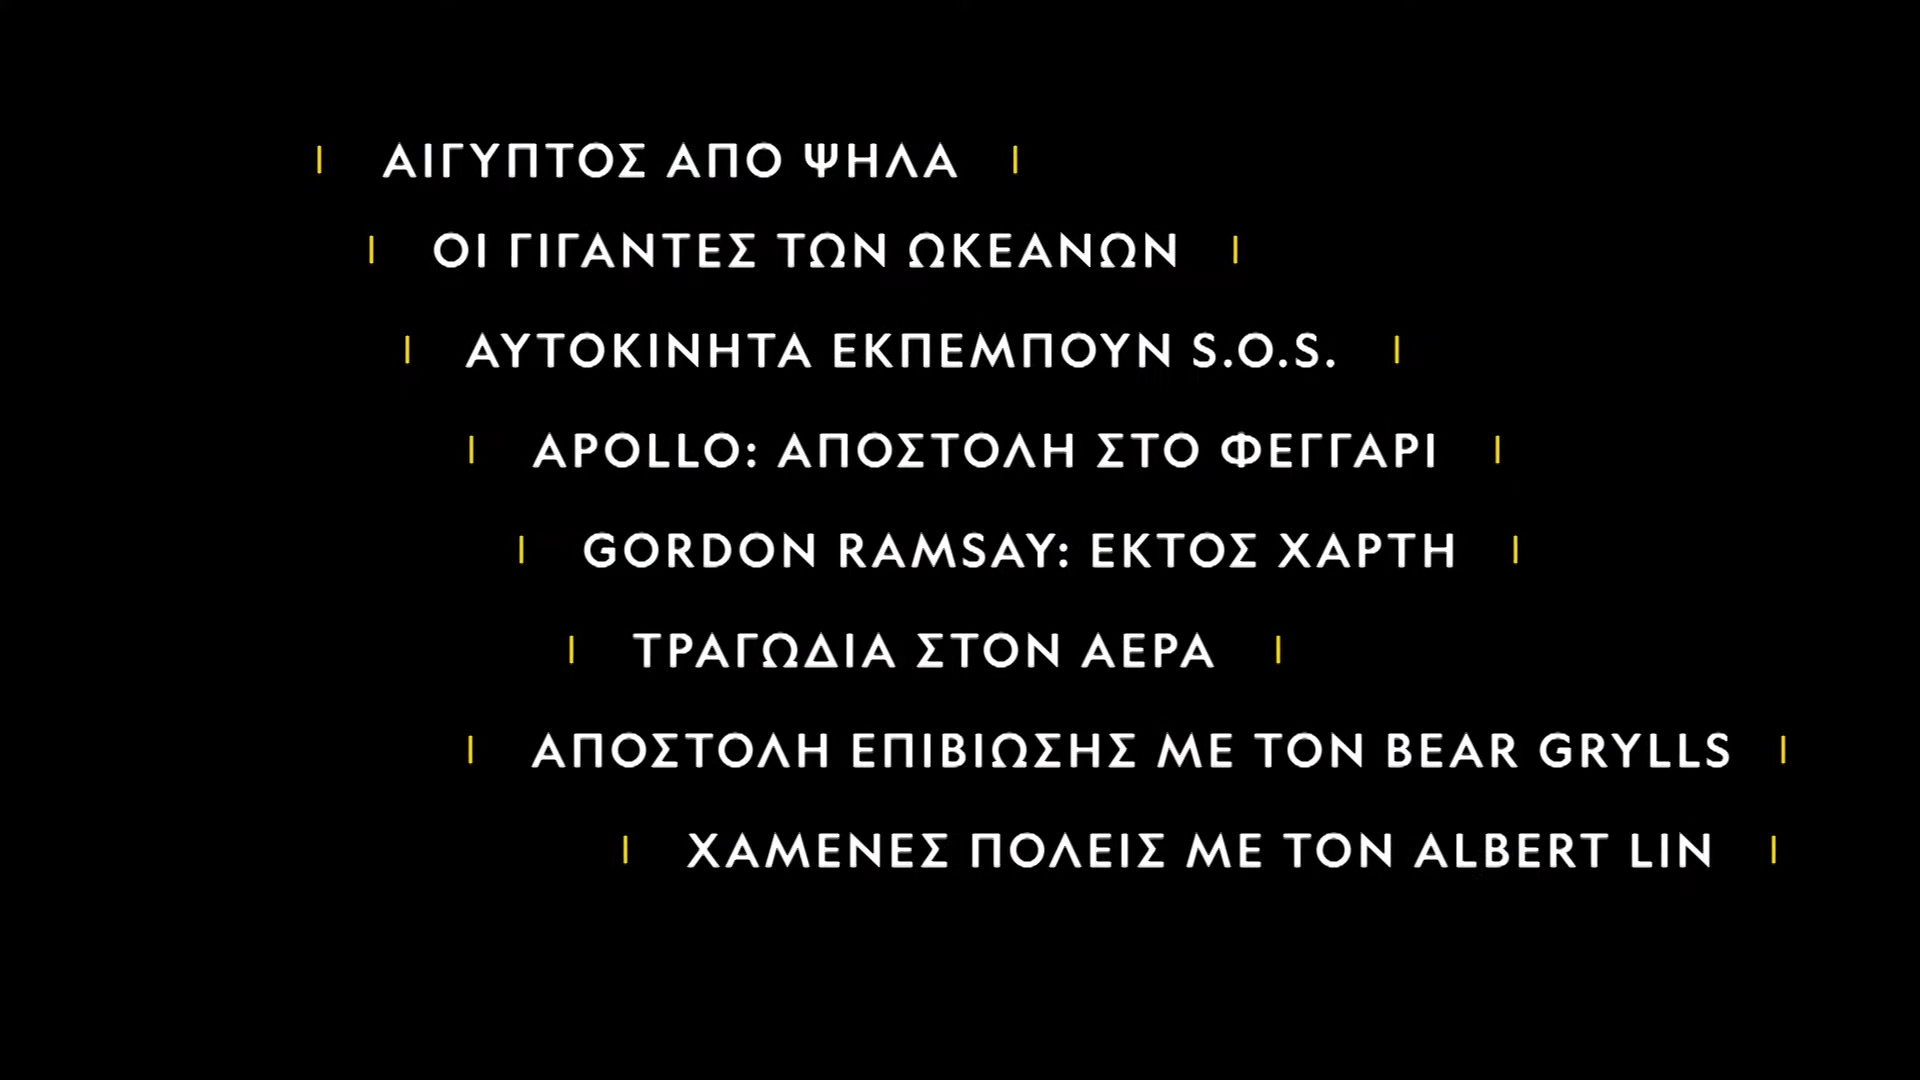 ΑΙΓΥΠΤΟΣ ΑΠΟ ΨΗΛΑ
ΟΙ ΓΙΓΑΝΤΕΣ ΤΩΝ ΩΚΕΑΝΩΝ
ΑΥΤΟΚΙΝΗΤΑ ΕΚΠΕΜΠΟΥΝ S.O.S.
APOLLO: ΑΠΟΣΤΟΛΗ ΣΤΟ ΦΕΓΓΑΡΙ
GORDON RAMSAY: ΕΚΤΟΣ ΧΑΡΤΗ
ΤΡΑΓΩΔΙΑ ΣΤΟΝ ΑΕΡΑ
ΑΠΟΣΤΟΛΗ ΕΠΙΒΙΩΣΗΣ ΜΕ ΤΟΝ BEAR GRYLLS
ΧΑΜΕΝΕΣ ΠΟΛΕΙΣ ΜΕ ΤΟΝ ALBERT LIN